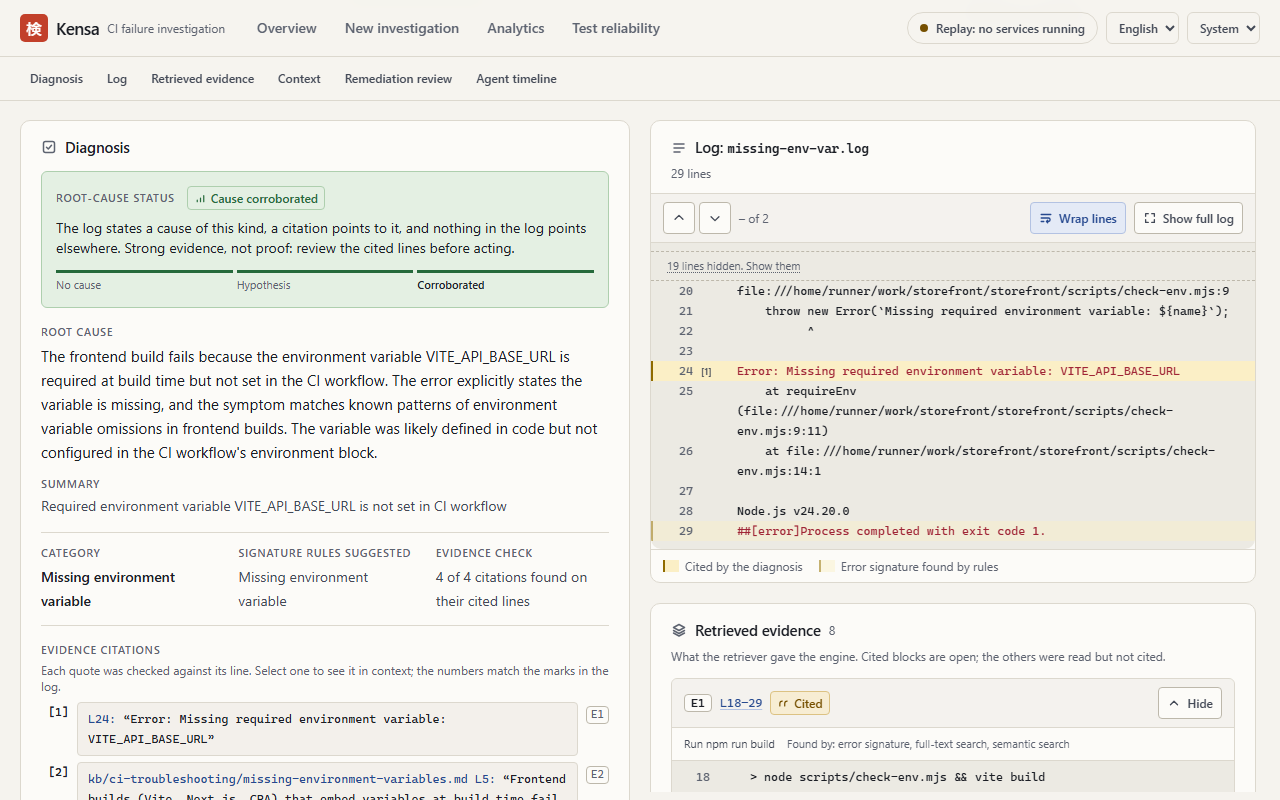 検 Kensa CI failure investigation Overview New investigation Analytics Test reliability Replay: no services running English System
Diagnosis Log Retrieved evidence Context Remediation review Agent timeline
Diagnosis
ROOT-CAUSE STATUS Cause corroborated
The log states a cause of this kind, a citation points to it, and nothing in the log points
elsewhere. Strong evidence, not proof: review the cited lines before acting.
No cause Hypothesis Corroborated
ROOT CAUSE
The frontend build fails because the environment variable VITE_API_BASE_URL is
required at build time but not set in the CI workflow. The error explicitly states the
variable is missing, and the symptom matches known patterns of environment
variable omissions in frontend builds. The variable was likely defined in code but not
configured in the CI workflow's environment block.
SUMMARY
Required environment variable VITE_API_BASE_URL is not set in CI workflow
CATEGORY SIGNATURE RULES SUGGESTED EVIDENCE CHECK
Missing environment Missing environment 4 of 4 citations found on
variable variable their cited lines
EVIDENCE CITATIONS
Each quote was checked against its line. Select one to see it in context; the numbers match the marks in the
log.
[1] L24: “Error: Missing required environment variable: E1
VITE_API_BASE_URL”
[2] kb/ci-troubleshooting/missing-environment-variables.md L5: “Frontend E2
builds (Vite, Next.js, CRA) that embed variables at build time fail
Log: missing-env-var.log
29 lines
– of 2 Wrap lines Show full log
19 lines hidden. Show them
20 file:///home/runner/work/storefront/storefront/scripts/check-env.mjs:9
21 throw new Error(`Missing required environment variable: ${name}`);
22 ^
23
24 [1] Error: Missing required environment variable: VITE_API_BASE_URL
25 at requireEnv
(file:///home/runner/work/storefront/storefront/scripts/check-
env.mjs:9:11)
26 at file:///home/runner/work/storefront/storefront/scripts/check-
env.mjs:14:1
27
28 Node.js v24.20.0
29 ##[error]Process completed with exit code 1.
Cited by the diagnosis Error signature found by rules
Retrieved evidence 8
What the retriever gave the engine. Cited blocks are open; the others were read but not cited.
E1 L18–29 Cited Hide
Run npm run build Found by: error signature, full-text search, semantic search
18 > node scripts/check-env.mjs && vite build